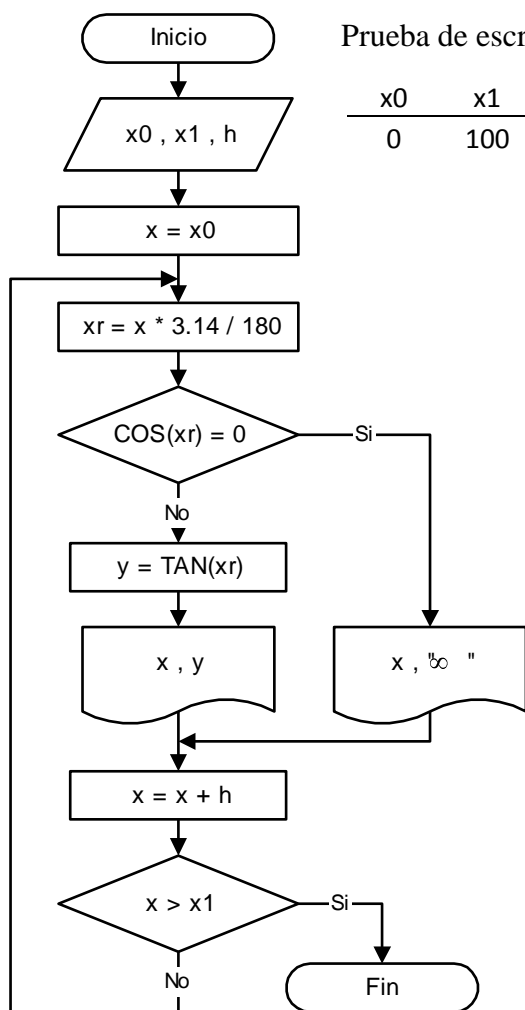 Inicio
Prueba de escr
x0 x1
0 100
x0 , x1 , h
x = x0
xr = x * 3.14 / 180
COS(xr) = 0
Si
No
y = TAN(xr)
x , y
x , "∞ "
x = x + h
x > x1
Si
No
Fin